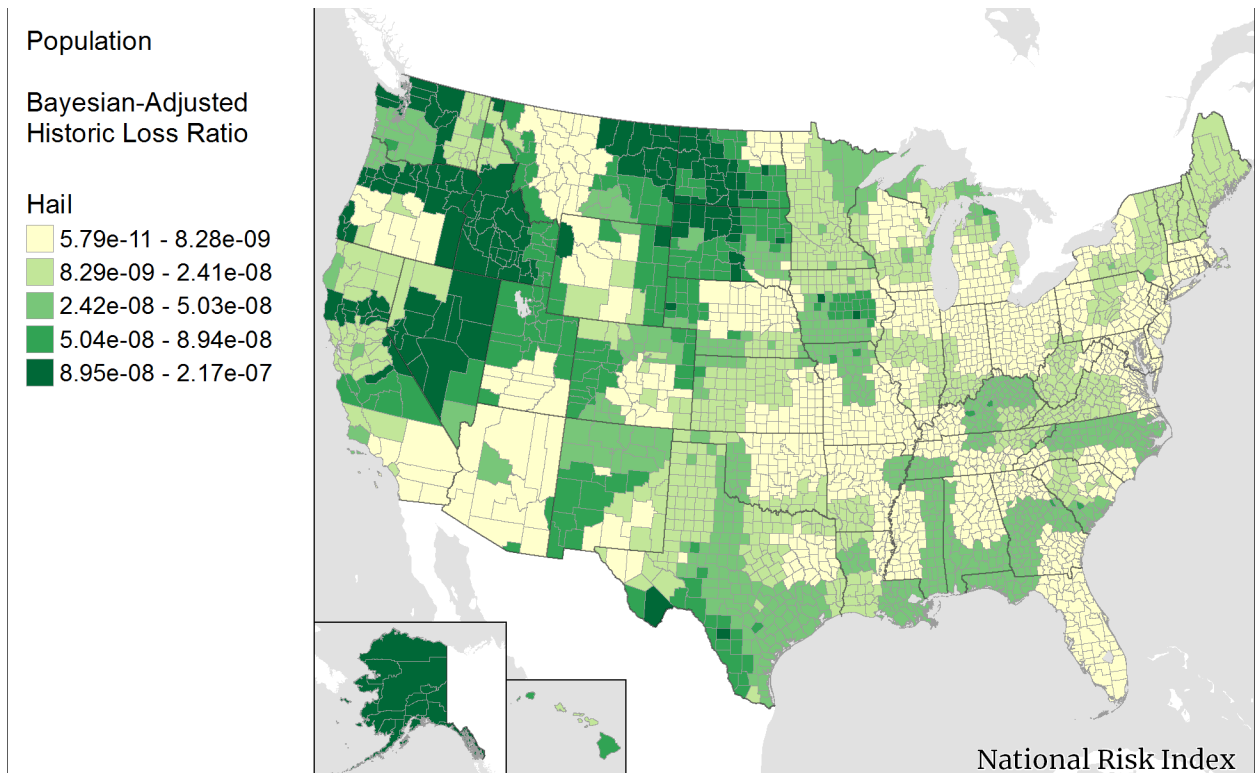 Population
Bayesian-Adjusted
Historic Loss Ratio
Hail
5.79e-11 - 8.28e-09
8.29e-09 - 2.41e-08
2.42e-08 - 5.03e-08
5.04e-08 - 8.94e-08
8.95e-08 - 2.17e-07
National Risk Index